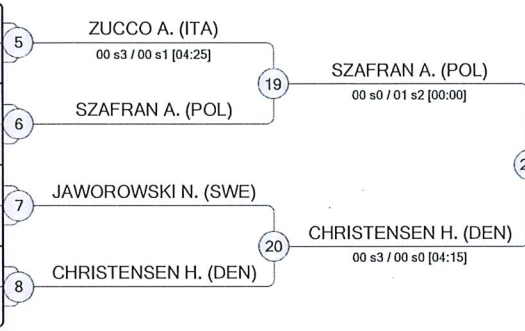 5
ZUCCO A. (ITA)
00 s3 / 00 s1 [04:25]
19
SZAFRAN A. (POL)
00 s0 / 01 s2 [00:00]
6
SZAFRAN A. (POL)
7
JAWOROWSKI N. (SWE)
20
CHRISTENSEN H. (DEN)
00 s3 / 00 s0 [04:15]
8
CHRISTENSEN H. (DEN)